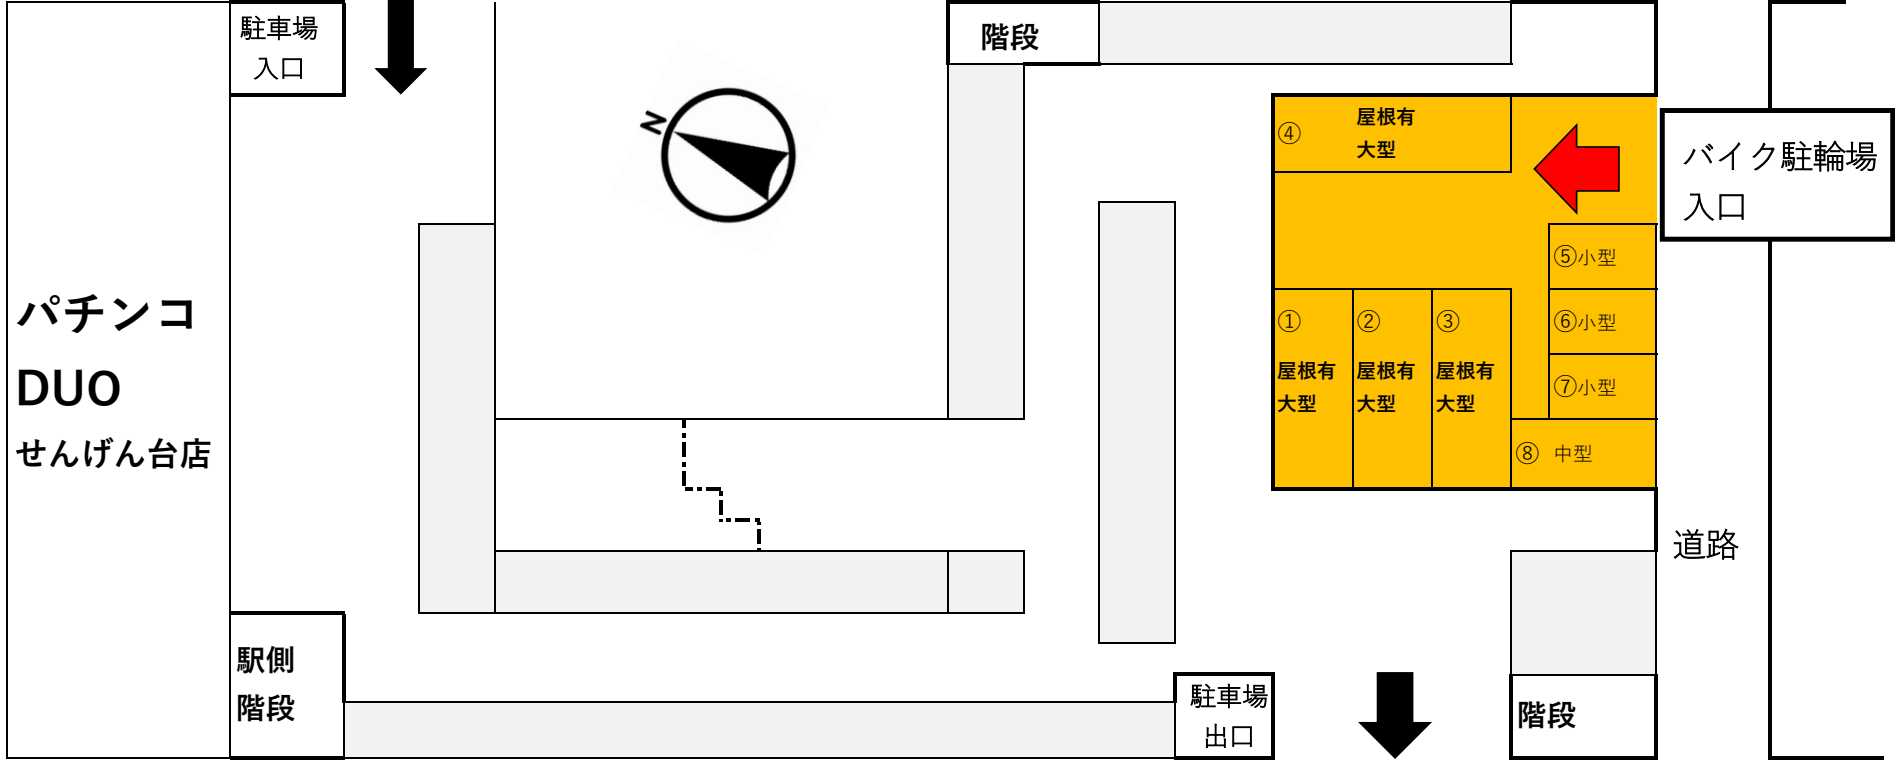 駐車場
入口
階段
N
④
屋根有
大型
バイク駐輪場
入口
⑤小型
⑥小型
⑦小型
①
屋根有
大型
②
屋根有
大型
③
屋根有
大型
⑧ 中型
パチンコ
DUO
せんげん台店
道路
駅側
階段
駐車場
出口
階段